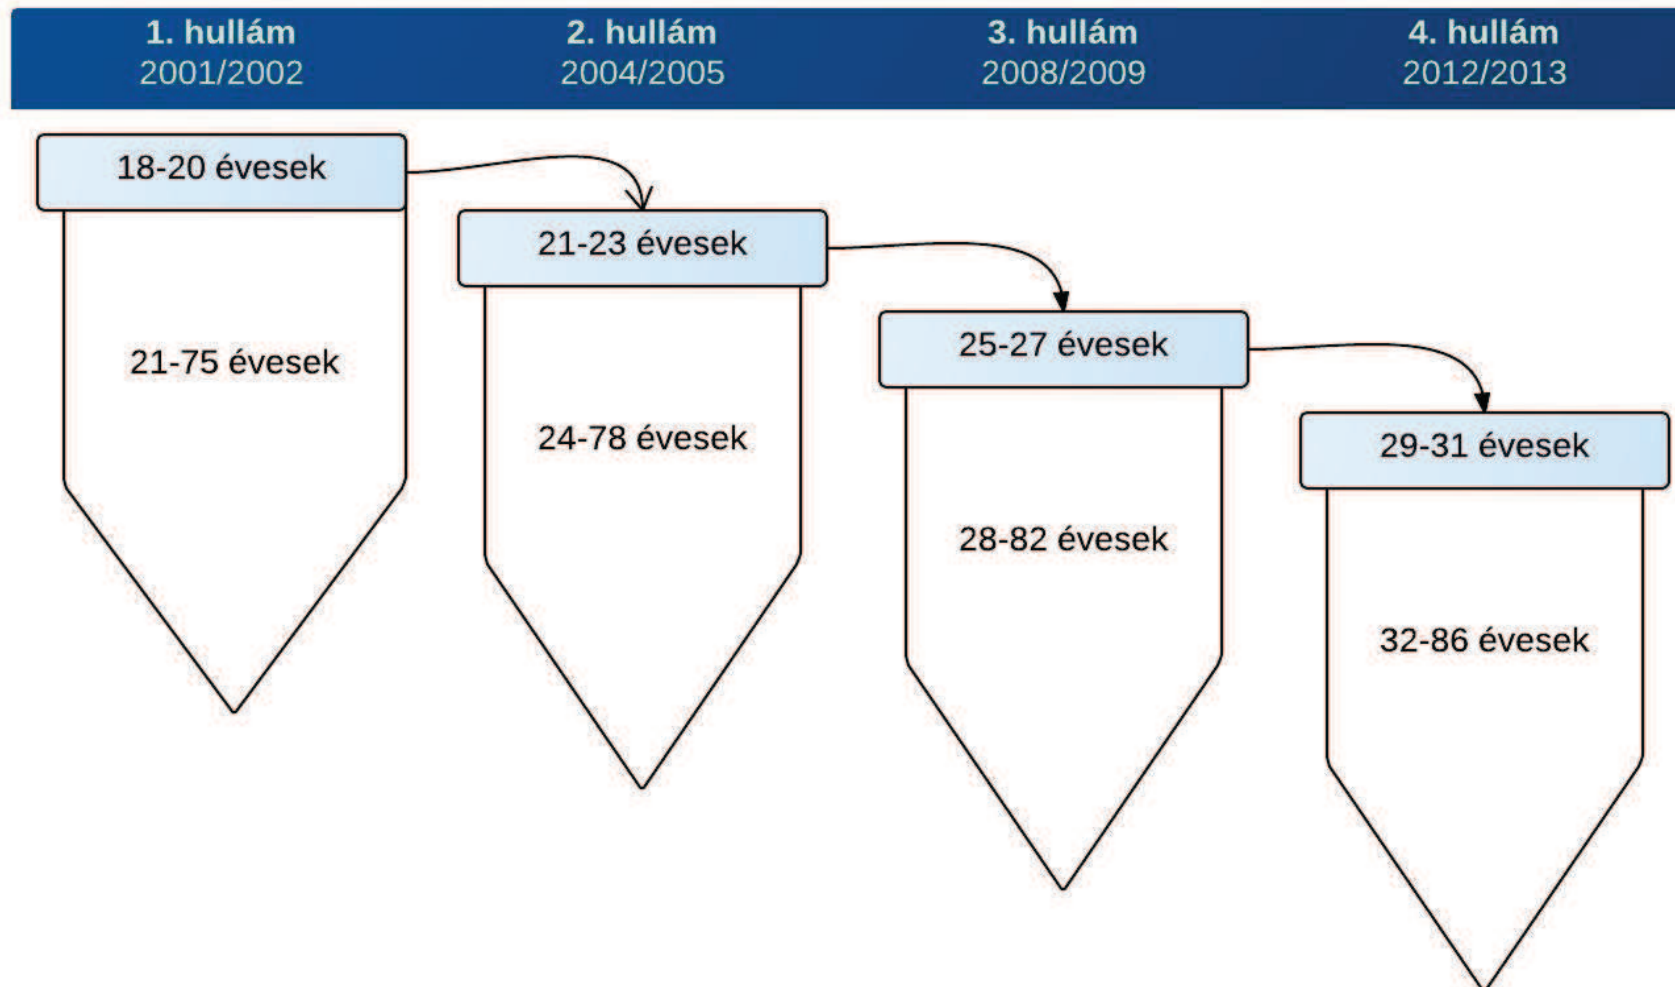 1. hullám
2001/2002
2. hullám
2004/2005
3. hullám
2008/2009
4. hullám
2012/2013
18-20 évesek
21-75 évesek
21-23 évesek
24-78 évesek
25-27 évesek
28-82 évesek
29-31 évesek
32-86 évesek